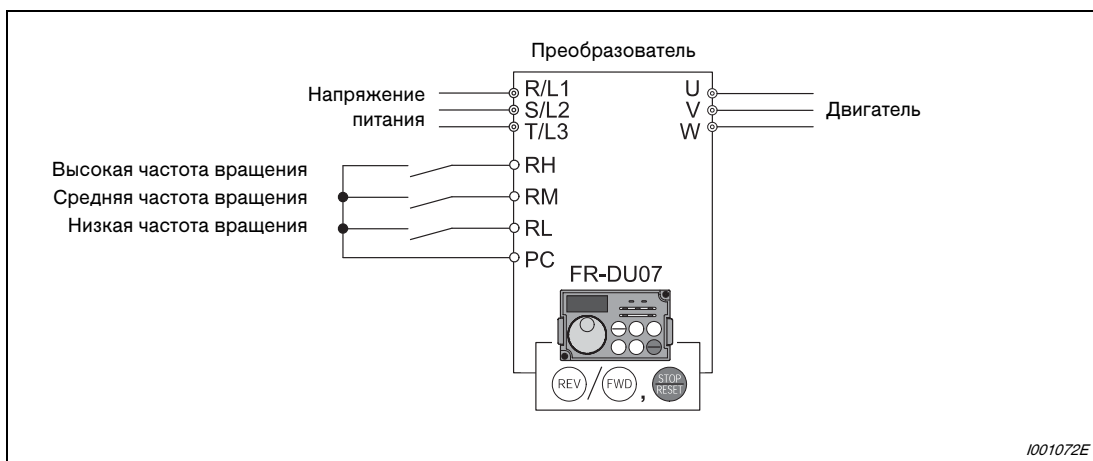 Преобразователь
Напряжение
питания
R/L1
S/L2
T/L3
U
V
W
Двигатель
Высокая частота вращения
RH
Средняя частота вращения
RM
Низкая частота вращения
RL
PC
FR-DU07
REV / FWD , STOP
RESET
I001072E